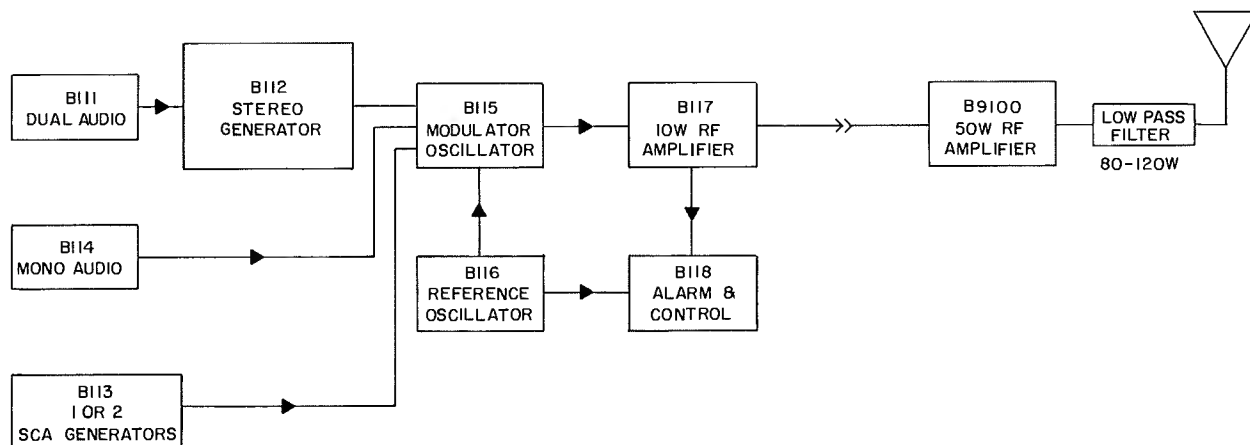 B111
DUAL AUDIO
B112
STEREO
GENERATOR
B115
MODULATOR
OSCILLATOR
B117
10W RF
AMPLIFIER
B9100
50W RF
AMPLIFIER
LOW PASS
FILTER
80-120W
B114
MONO AUDIO
B116
REFERENCE
OSCILLATOR
B118
ALARM &
CONTROL
B113
1 OR 2
SCA GENERATORS